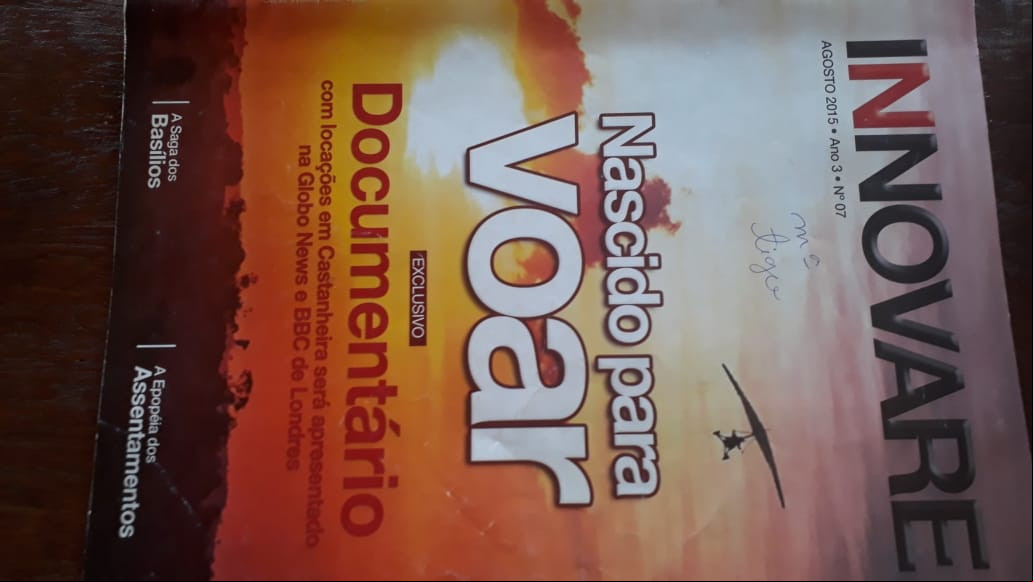 INNOVARE
AGOSTO 2015 • Ano 3 • Nº 07
Nascido para
voar
EXCLUSIVO
Documentário
com locações em Castanheira será apresentado
na Globo News e BBC de Londres
A Saga dos
Basílios
A Epopéia dos
Assentamentos